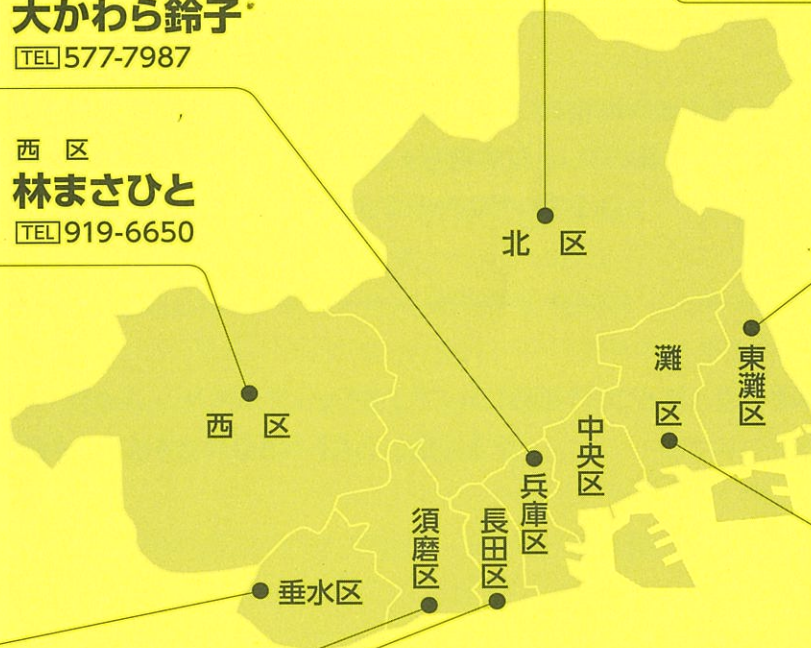 大かわら鈴子
TEL 577-7987
西 区
林まさひと
TEL 919-6650
北 区
西 区
灘 区
東灘区
中央区
兵庫区
長田区
須磨区
垂水区